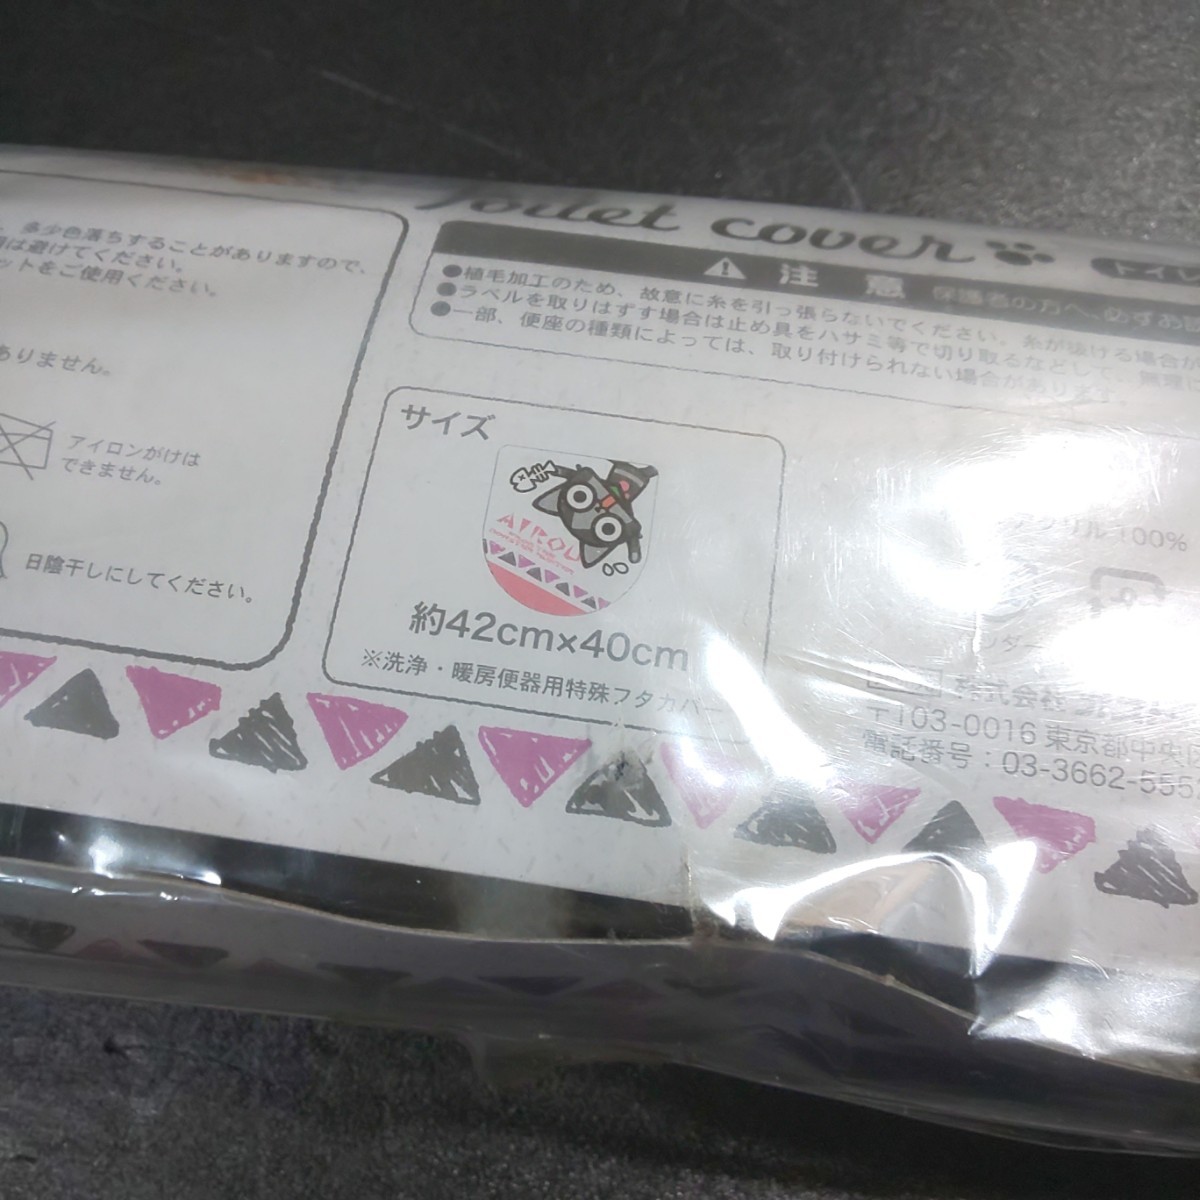 Toilet cover
多少色落ちすることがありますので、
は避けてください。
ットをご使用ください。
ありません。
アイロンがけは
できません。
日陰干しにしてください。
注意 保護者の方へ、必ずお
●植毛加工のため、故意に糸を引っ張らないでください。糸が抜ける場合が
●ラベルを取りはずす場合は止め具をハサミ等で切り取るなどして、無理に
●一部、便座の種類によっては、取り付けられない場合があります。
サイズ
AIROU
約42cm×40cm
※洗浄・暖房便器用特殊フタカバー
アクリル100%
株式会社
〒103-0016 東京都中央区
電話番号：03-3662-555